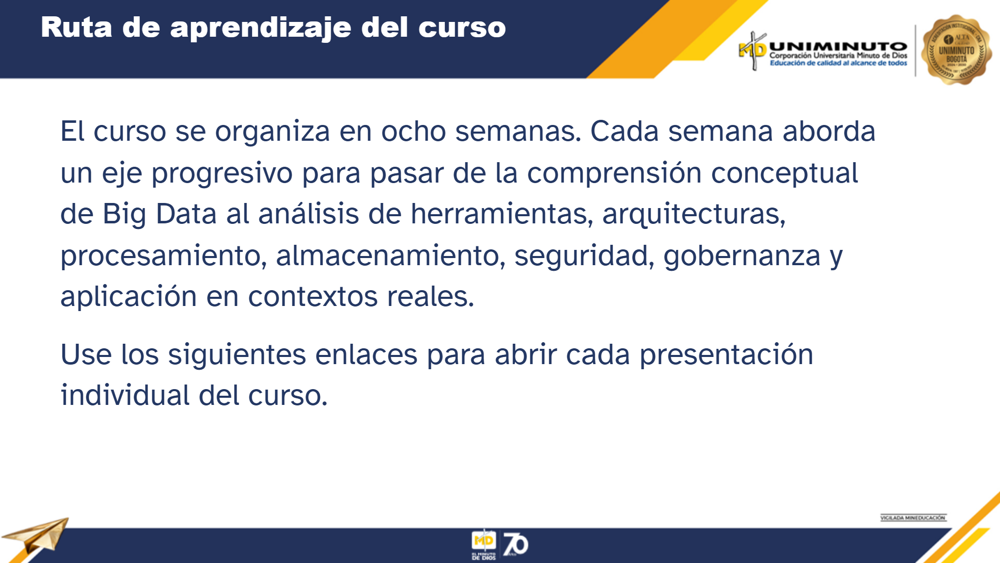 Ruta de aprendizaje del curso
MD UNIMINUTO
Corporación Universitaria Minuto de Dios
Educación de calidad al alcance de todos
ACREDITACIÓN INSTITUCIONAL
ALTA
UNIMINUTO
BOGOTÁ
El curso se organiza en ocho semanas. Cada semana aborda
un eje progresivo para pasar de la comprensión conceptual
de Big Data al análisis de herramientas, arquitecturas,
procesamiento, almacenamiento, seguridad, gobernanza y
aplicación en contextos reales.
Use los siguientes enlaces para abrir cada presentación
individual del curso.
VIGILADA MINEDUCACIÓN
MD
EL MINUTO
DE DIOS
70